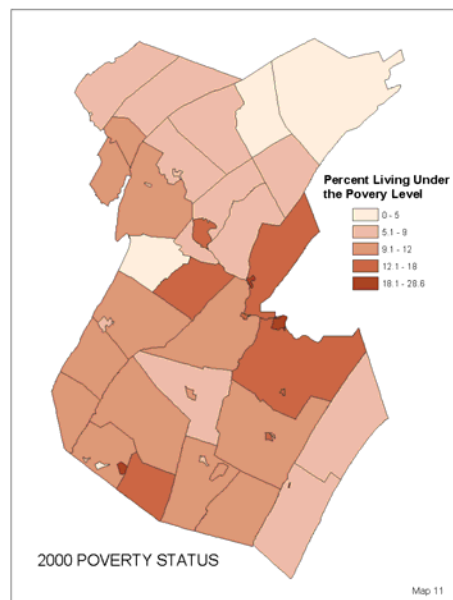 Percent Living Under
the Povery Level
0 - 5
5.1 - 9
9.1 - 12
12.1 - 18
18.1 - 28.6
2000 POVERTY STATUS
Map 11